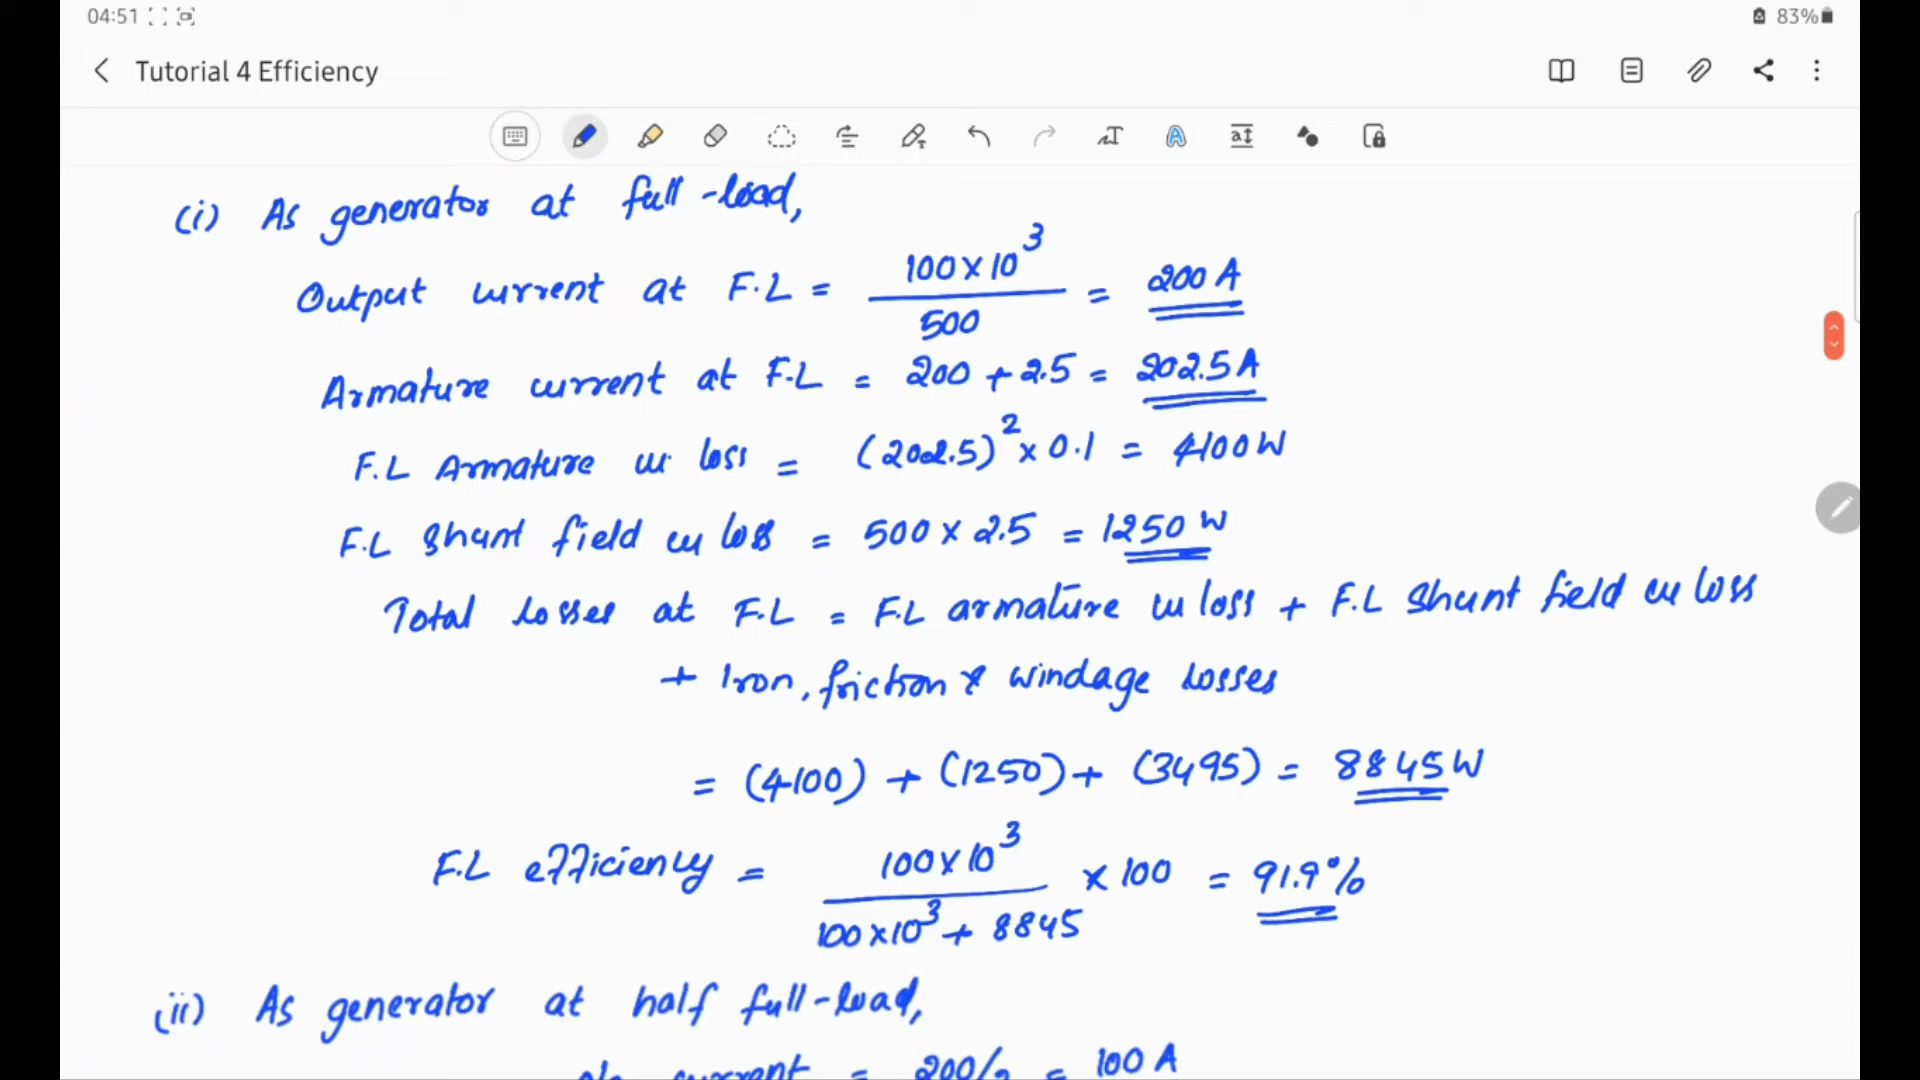 04:51
83%
Tutorial 4 Efficiency
(i) As generator at full-load,
Output current at F.L = 100 × 10³ / 500 = 200 A
Armature current at F.L = 200 + 2.5 = 202.5 A
F.L Armature cu loss = (202.5)² × 0.1 = 4100 W
F.L Shunt field cu loss = 500 × 2.5 = 1250 W
Total losses at F.L = F.L armature cu loss + F.L Shunt field cu loss
+ Iron, friction & windage losses
= (4100) + (1250) + (3495) = 8845 W
F.L efficiency = 100×10³ / 100×10³ + 8845 × 100 = 91.9%
(ii) As generator at half full-load,
current = 200/2 = 100 A